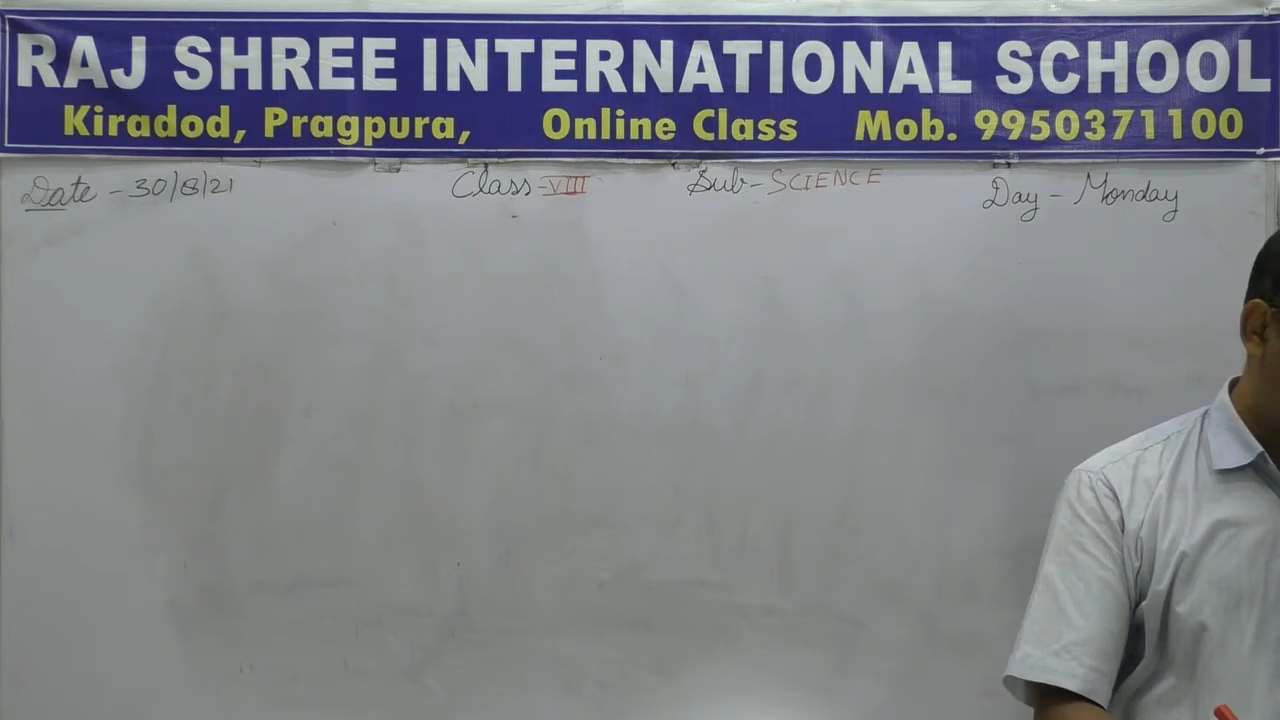 RAJ SHREE INTERNATIONAL SCHOOL
Kiradod, Pragpura, Online Class Mob. 9950371100
Date - 30/8/21 Class-VIII Sub-SCIENCE Day - Monday